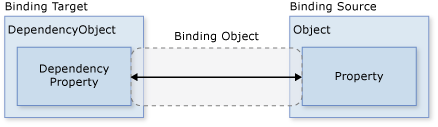 Binding Target
Binding Source
DependencyObject
Object
Binding Object
Dependency
Property
Property